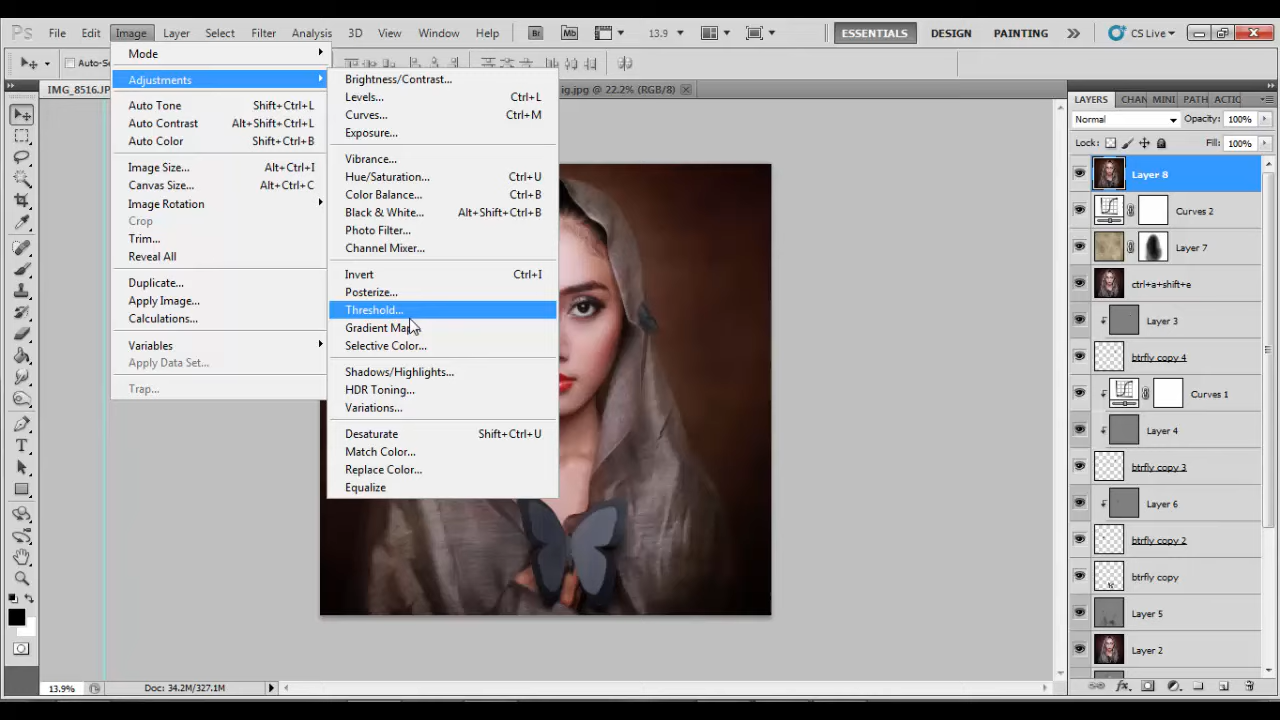 Ps File Edit Image Layer Select Filter Analysis 3D View Window Help Br Mb 13.9 ESSENTIALS DESIGN PAINTING CS Live
Auto-Se
IMG_8516.JP
ig.jpg @ 22.2% (RGB/8)
Mode
Adjustments
Auto Tone Shift+Ctrl+L
Auto Contrast Alt+Shift+Ctrl+L
Auto Color Shift+Ctrl+B
Image Size... Alt+Ctrl+I
Canvas Size... Alt+Ctrl+C
Image Rotation
Crop
Trim...
Reveal All
Duplicate...
Apply Image...
Calculations...
Variables
Apply Data Set...
Trap...
Brightness/Contrast...
Levels... Ctrl+L
Curves... Ctrl+M
Exposure...
Vibrance...
Hue/Saturation... Ctrl+U
Color Balance... Ctrl+B
Black & White... Alt+Shift+Ctrl+B
Photo Filter...
Channel Mixer...
Invert Ctrl+I
Posterize...
Threshold...
Gradient Map...
Selective Color...
Shadows/Highlights...
HDR Toning...
Variations...
Desaturate Shift+Ctrl+U
Match Color...
Replace Color...
Equalize
LAYERS CHAN MINI PATH ACTIC
Normal Opacity: 100%
Lock: Fill: 100%
Layer 8
Curves 2
Layer 7
ctrl+a+shift+e
Layer 3
btrfly copy 4
Curves 1
Layer 4
btrfly copy 3
Layer 6
btrfly copy 2
btrfly copy
Layer 5
Layer 2
13.9% Doc: 34.2M/327.1M